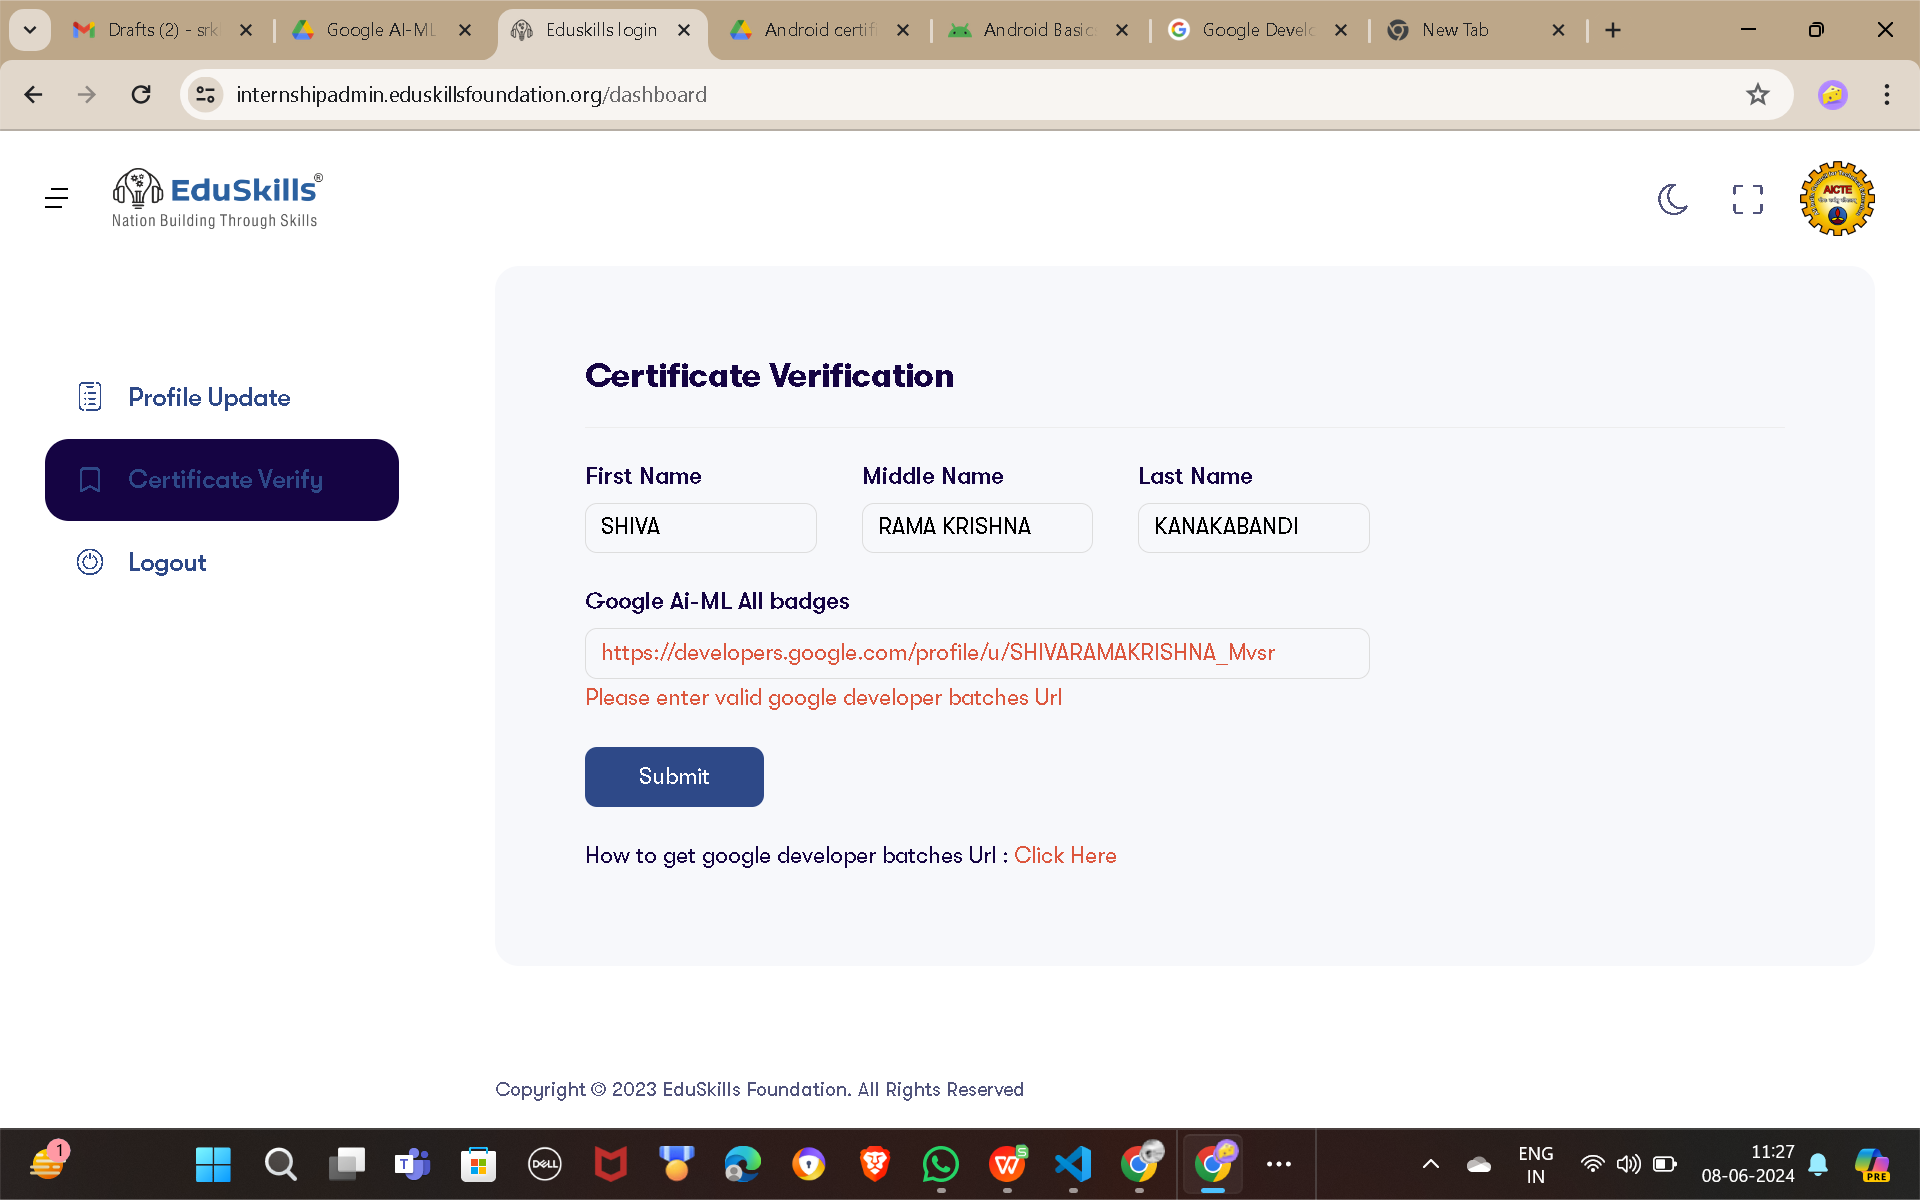 Drafts (2) - srk
Google AI-ML
Eduskills login
Android certifi
Android Basic
Google Develo
New Tab
internshipadmin.eduskillsfoundation.org/dashboard
EduSkills®
Nation Building Through Skills
AICTE
Profile Update
Certificate Verify
Logout
Certificate Verification
First Name
Middle Name
Last Name
SHIVA
RAMA KRISHNA
KANAKABANDI
Google Ai-ML All badges
https://developers.google.com/profile/u/SHIVARAMAKRISHNA_Mvsr
Please enter valid google developer batches Url
Submit
How to get google developer batches Url : Click Here
Copyright © 2023 EduSkills Foundation. All Rights Reserved
1
T
DELL
W
S
ENG
IN
11:27
08-06-2024
PRE